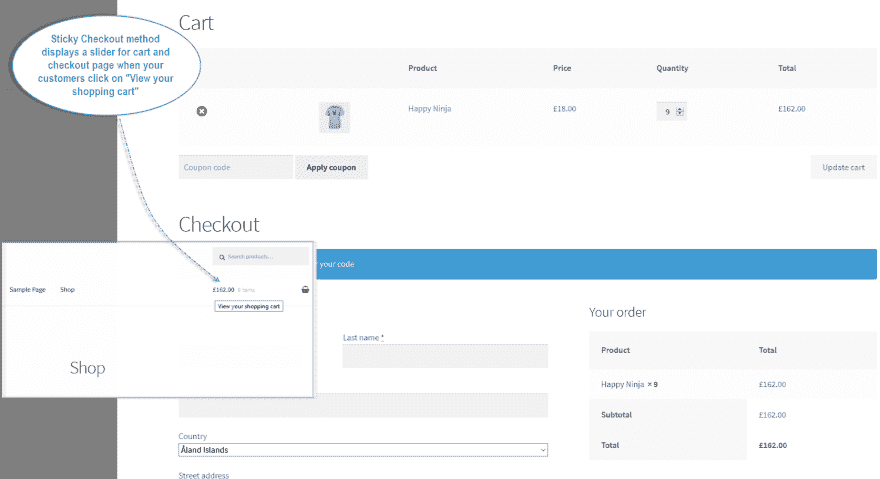 Cart
Sticky Checkout method
displays a slider for cart and
checkout page when your
customers click on "View your
shopping cart"
Product Price Quantity Total
Happy Ninja £18.00 9 £162.00
Coupon code Apply coupon Update cart
Checkout
your code
Search products...
Sample Page Shop £162.00 items
View your shopping cart
Shop
Your order
Last name *
Product Total
Happy Ninja × 9 £162.00
Subtotal £162.00
Total £162.00
Country
Åland Islands
Street address